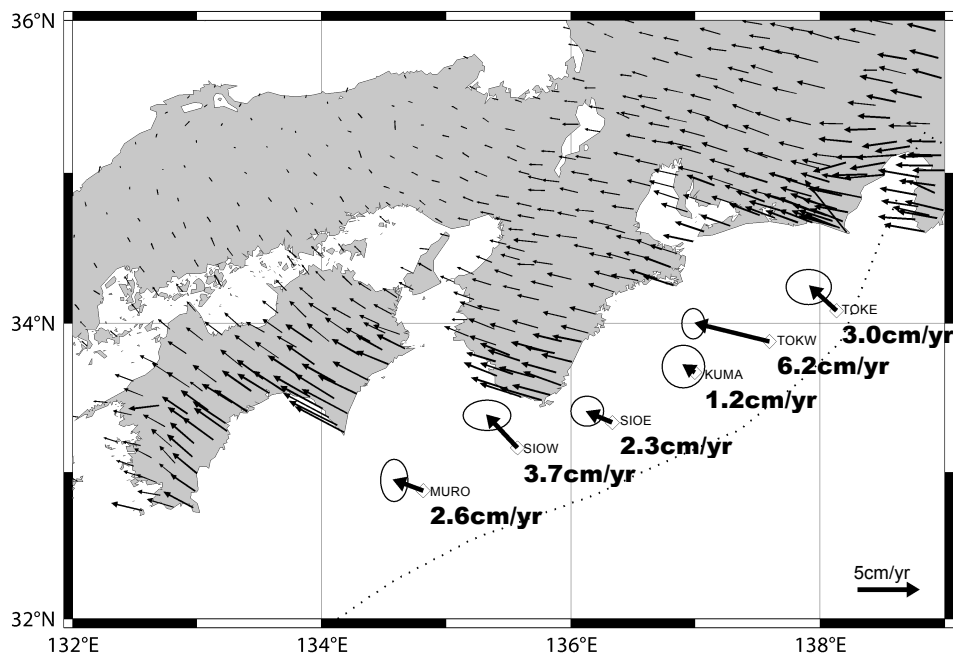 36°N
TOKE
3.0cm/yr
34°N
TOKW
6.2cm/yr
KUMA
1.2cm/yr
SIOE
2.3cm/yr
SIOW
3.7cm/yr
MURO
2.6cm/yr
5cm/yr
32°N
132°E
134°E
136°E
138°E